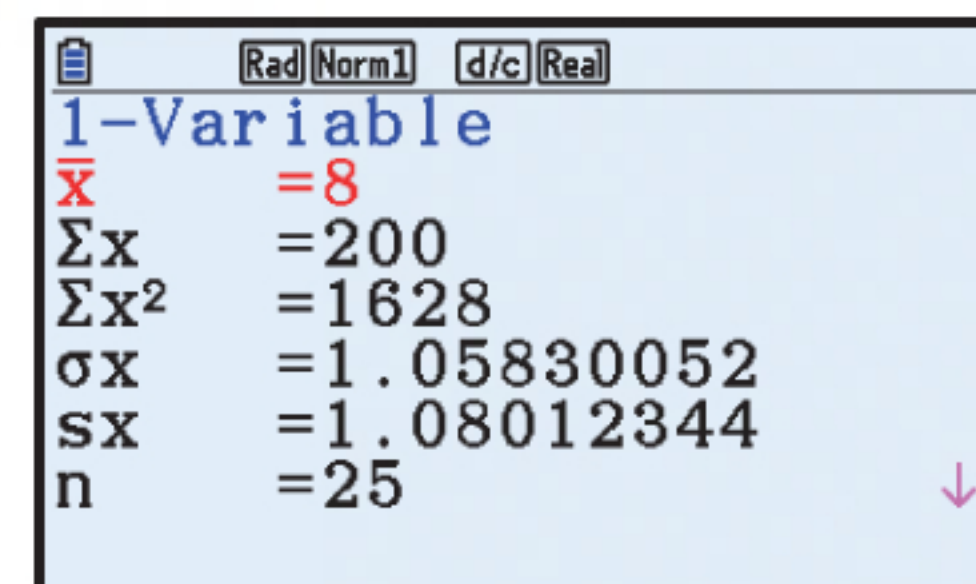 Rad Norm1 d/c Real
1-Variable
x̅ =8
Σx =200
Σx² =1628
σx =1.05830052
sx =1.08012344
n =25 ↓